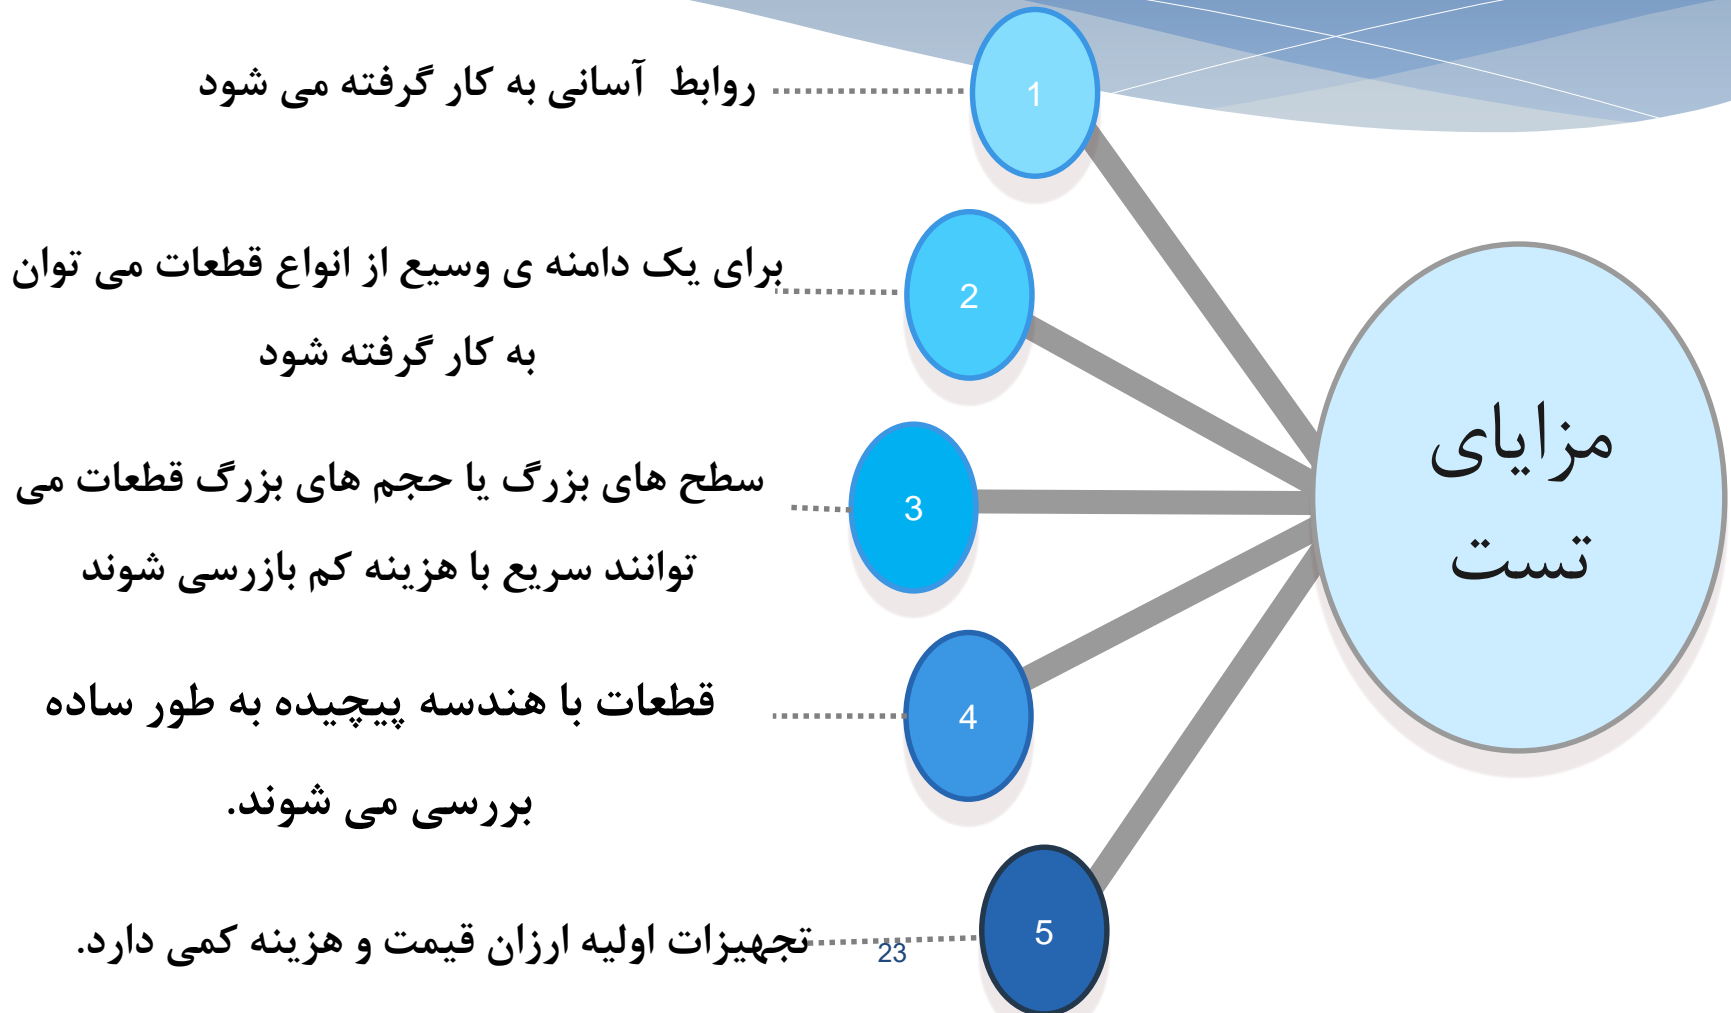 مزایای
تست
1
روابط آسانی به کار گرفته می شود
2
برای یک دامنه ی وسیع از انواع قطعات می توان
به کار گرفته شود
3
سطح های بزرگ یا حجم های بزرگ قطعات می
توانند سریع با هزینه کم بازرسی شوند
4
قطعات با هندسه پیچیده به طور ساده
بررسی می شوند.
5
تجهیزات اولیه ارزان قیمت و هزینه کمی دارد.
23